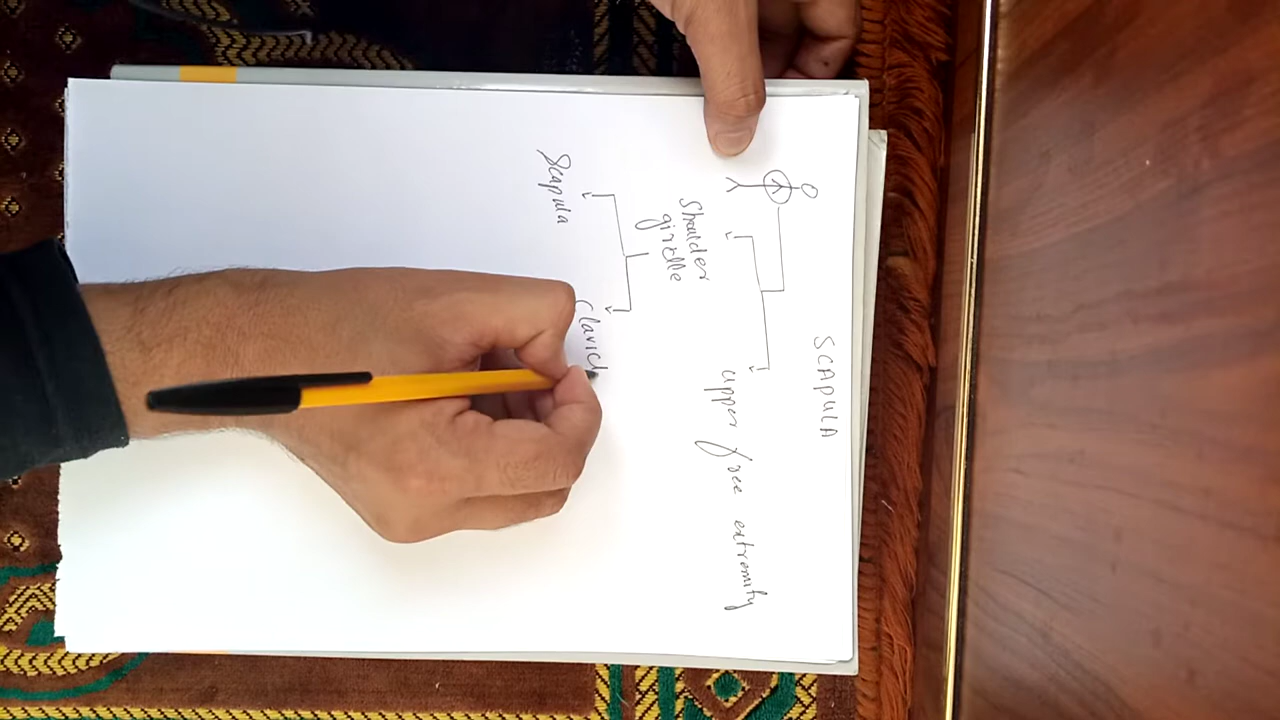 SCAPULA
upper free extremity
Shoulder
girdle
Scapula
Clavicl